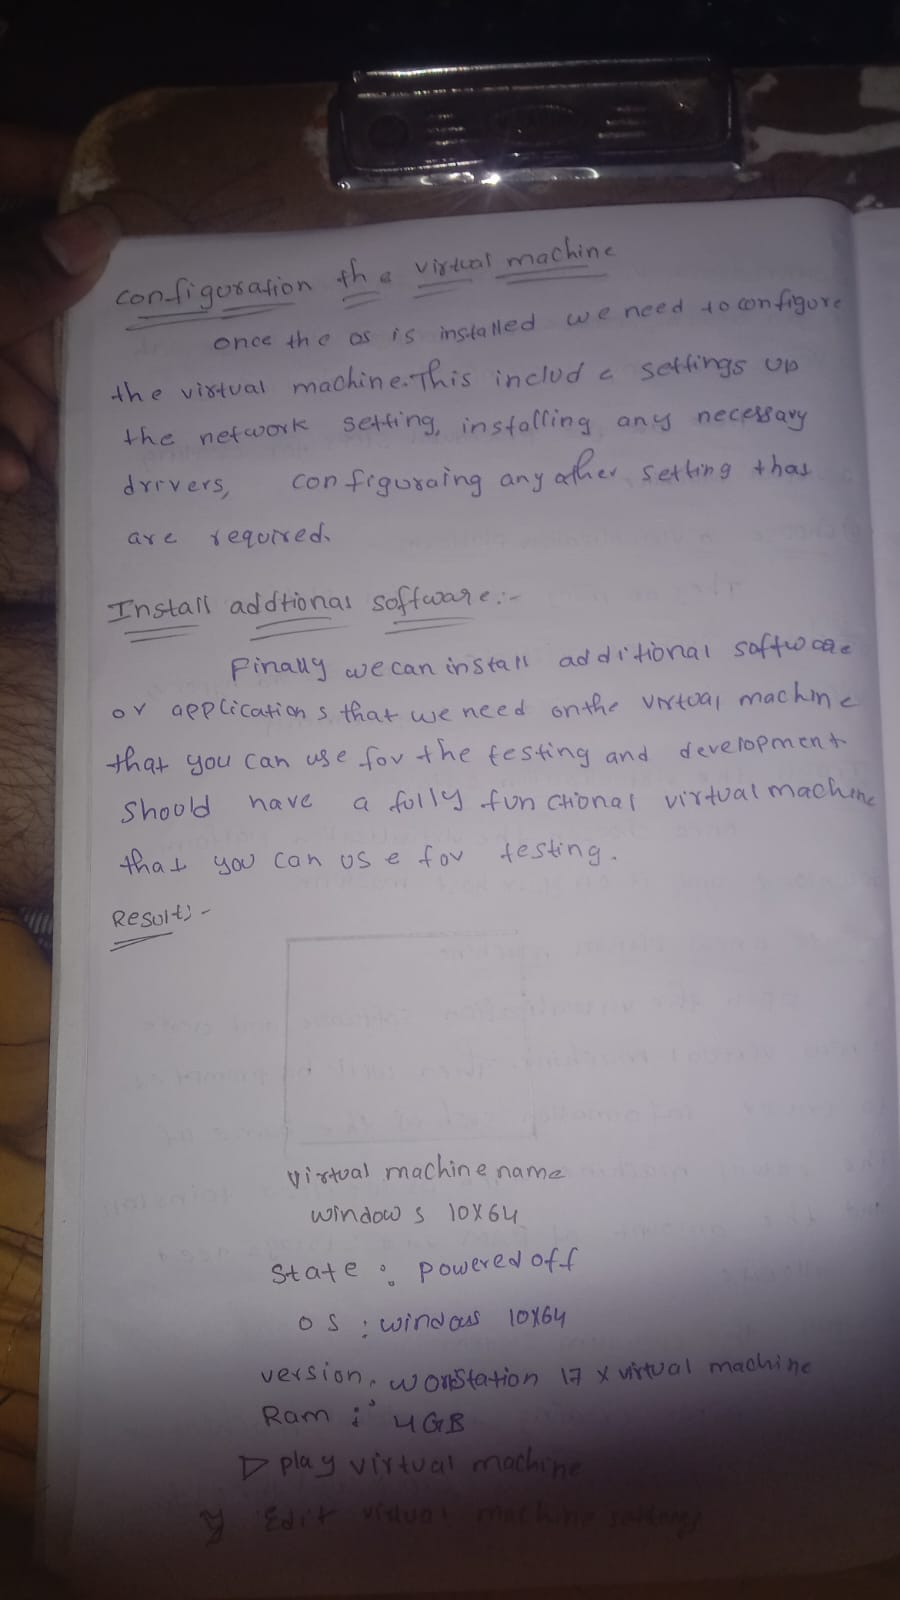 configuration the virtual machine
once the os is installed we need to configure
the virtual machine. This include settings up
the network setting, installing any necessary
drivers, configuraing any other setting that
are required.
Install addtional software:-
Finally we can install additional software
or applications that we need on the virtual machine
that you can use for the testing and development
should have a fully functional virtual machine
that you can use for testing.
Result:-
Virtual machine name
windows 10X64
State : powered off
OS : windows 10X64
version. workstation 17 x virtual machine
Ram : 4GB
▷ play virtual machine
Edit virtual machine settings